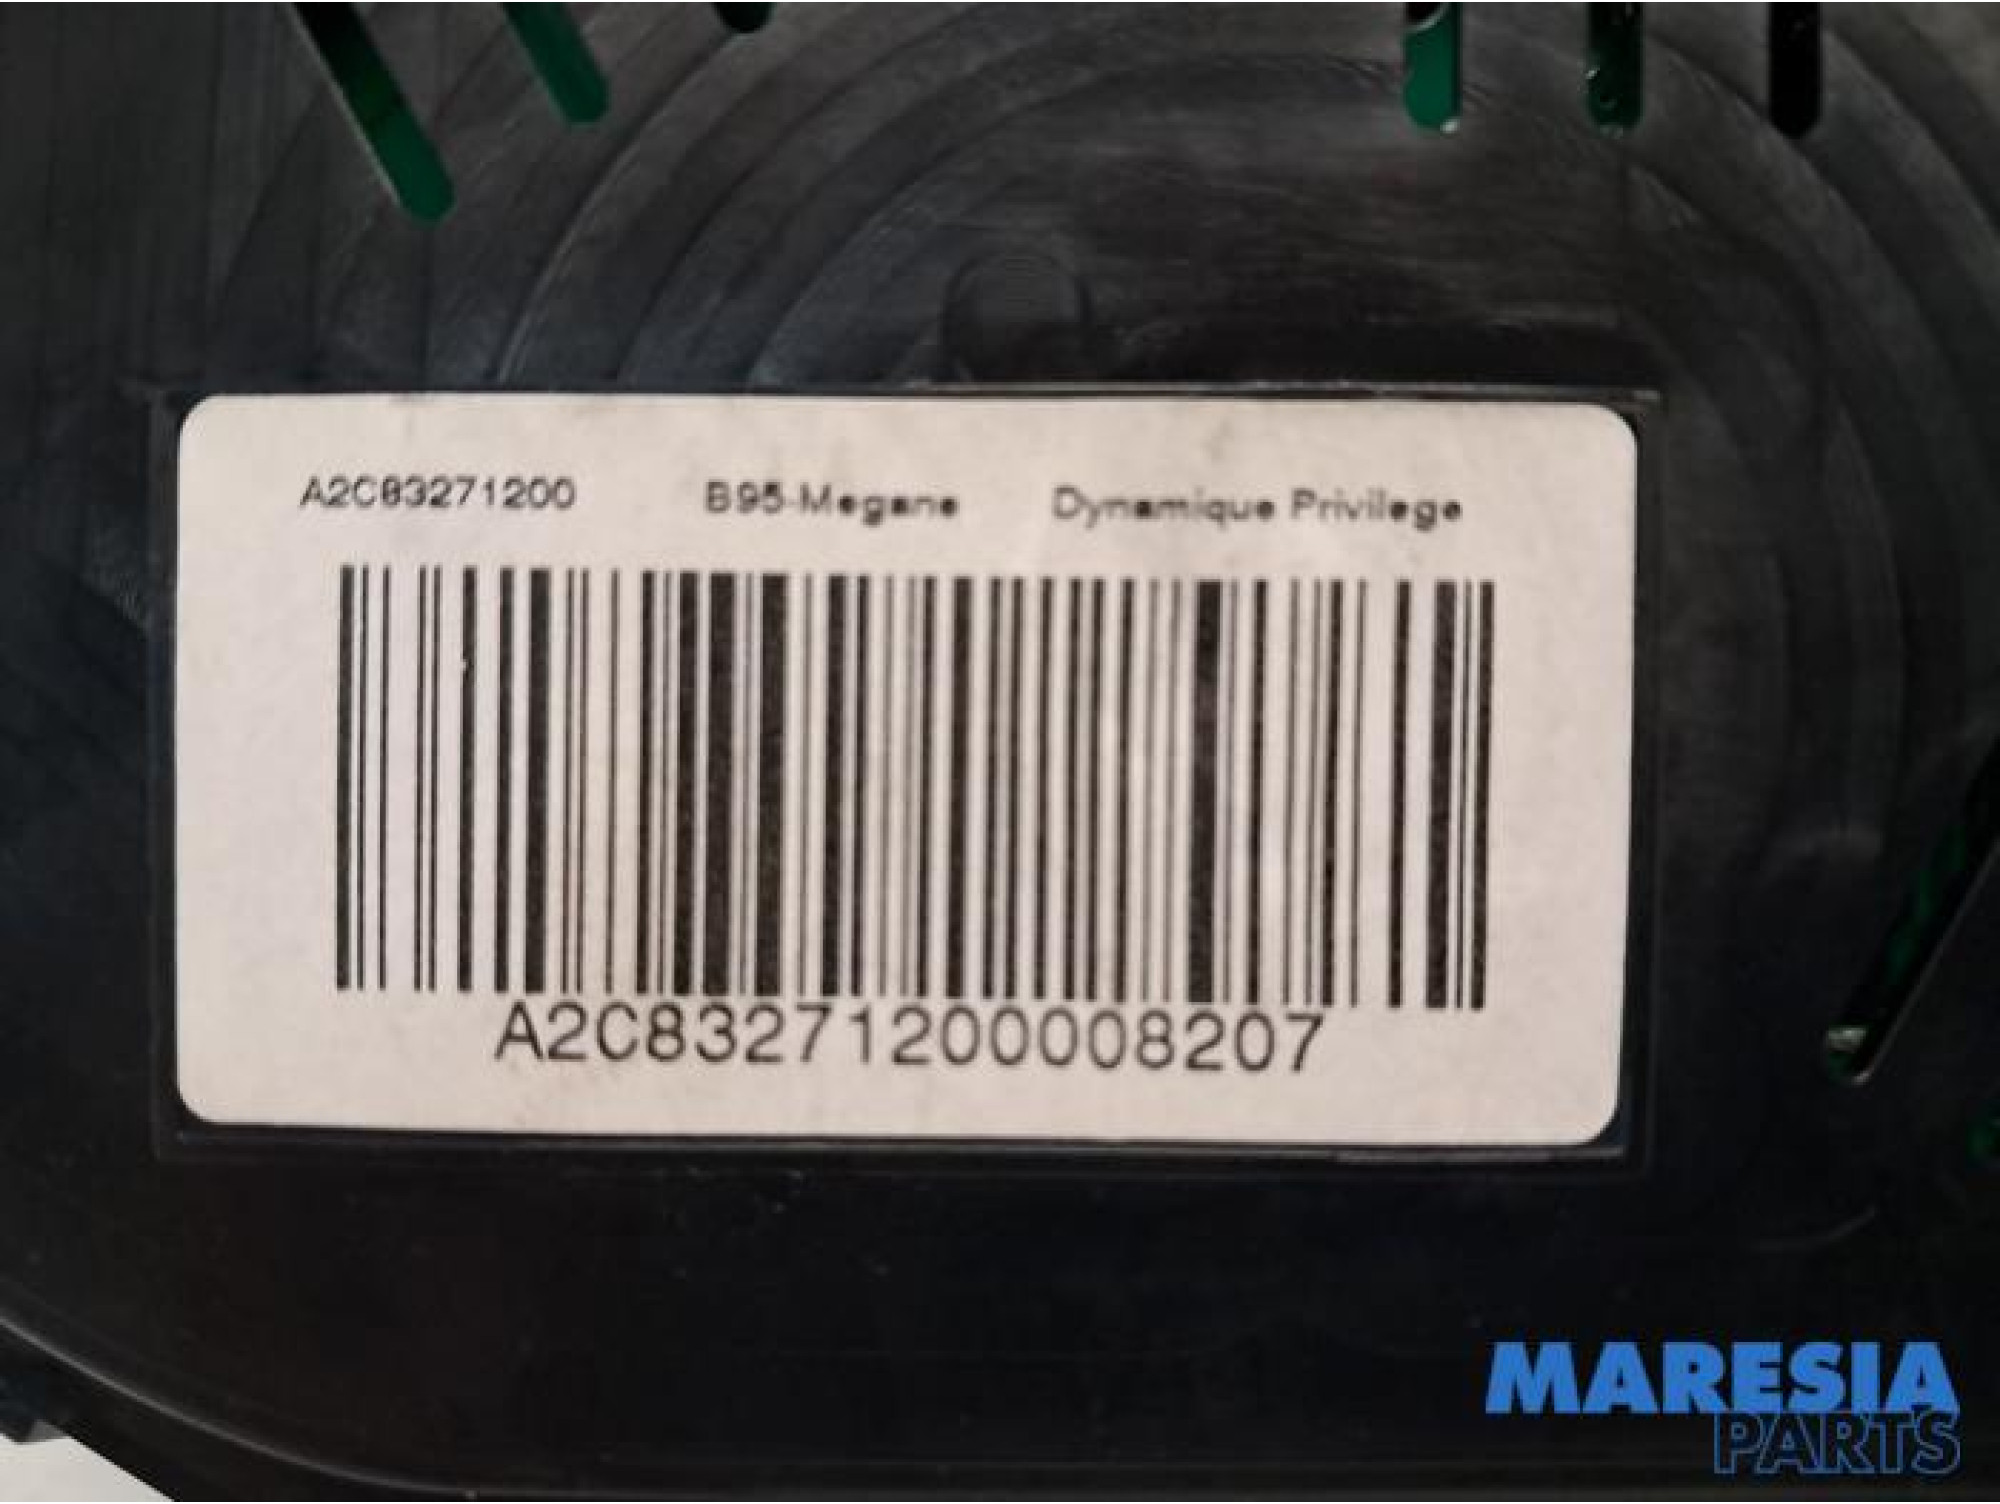 A2C83271200 B95-Megane Dynamique Privilege
A2C83271200008207
MARESIA
PARTS